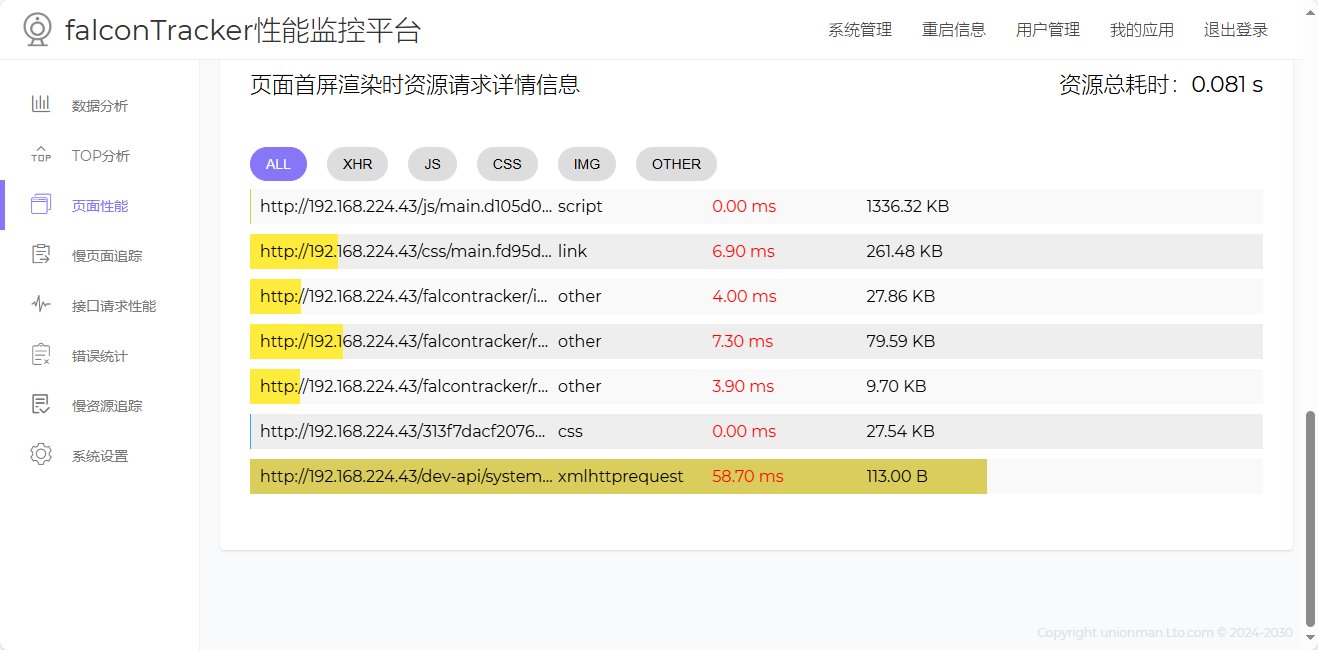 falconTracker性能监控平台 系统管理 重启信息 用户管理 我的应用 退出登录
数据分析
TOP分析
页面性能
慢页面追踪
接口请求性能
错误统计
慢资源追踪
系统设置
页面首屏渲染时资源请求详情信息 资源总耗时：0.081 s
ALL XHR JS CSS IMG OTHER
http://192.168.224.43/js/main.d105d0... script 0.00 ms 1336.32 KB
http://192.168.224.43/css/main.fd95d... link 6.90 ms 261.48 KB
http://192.168.224.43/falcontracker/i... other 4.00 ms 27.86 KB
http://192.168.224.43/falcontracker/r... other 7.30 ms 79.59 KB
http://192.168.224.43/falcontracker/r... other 3.90 ms 9.70 KB
http://192.168.224.43/313f7dacf2076... css 0.00 ms 27.54 KB
http://192.168.224.43/dev-api/system... xmlhttprequest 58.70 ms 113.00 B
Copyright unionman.Lto.com © 2024-2030